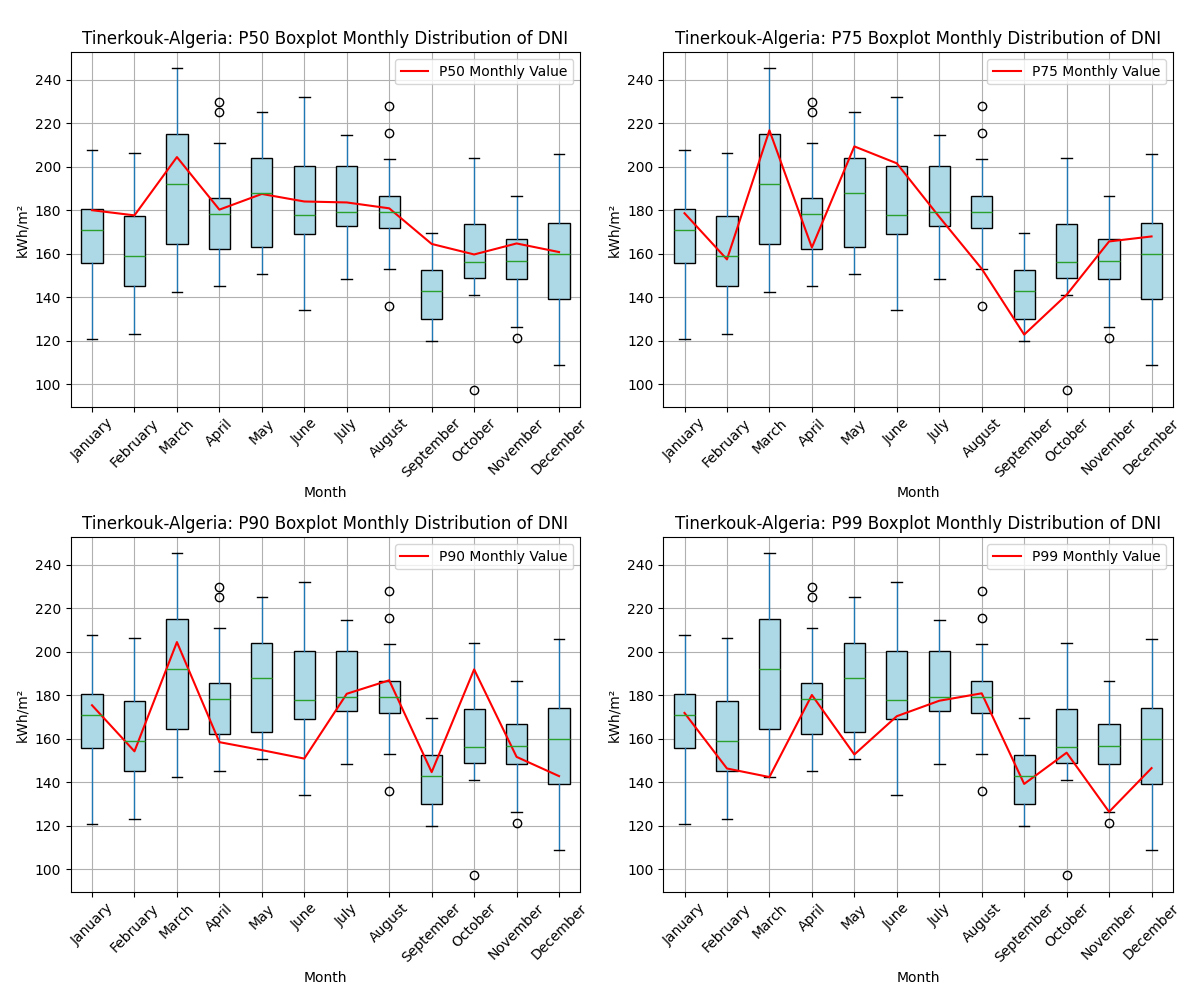 Tinerkouk-Algeria: P50 Boxplot Monthly Distribution of DNI
P50 Monthly Value
kWh/m²
240
220
200
180
160
140
120
100
January
February
March
April
May
June
July
August
September
October
November
December
Month
Tinerkouk-Algeria: P75 Boxplot Monthly Distribution of DNI
P75 Monthly Value
kWh/m²
240
220
200
180
160
140
120
100
January
February
March
April
May
June
July
August
September
October
November
December
Month
Tinerkouk-Algeria: P90 Boxplot Monthly Distribution of DNI
P90 Monthly Value
kWh/m²
240
220
200
180
160
140
120
100
January
February
March
April
May
June
July
August
September
October
November
December
Month
Tinerkouk-Algeria: P99 Boxplot Monthly Distribution of DNI
P99 Monthly Value
kWh/m²
240
220
200
180
160
140
120
100
January
February
March
April
May
June
July
August
September
October
November
December
Month